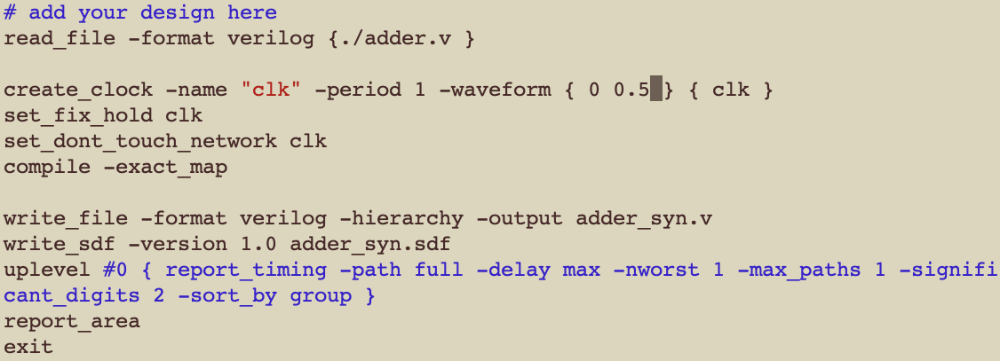 # add your design here
read_file -format verilog {./adder.v }
create_clock -name "clk" -period 1 -waveform { 0 0.5 } { clk }
set_fix_hold clk
set_dont_touch_network clk
compile -exact_map
write_file -format verilog -hierarchy -output adder_syn.v
write_sdf -version 1.0 adder_syn.sdf
uplevel #0 { report_timing -path full -delay max -nworst 1 -max_paths 1 -signifi
cant_digits 2 -sort_by group }
report_area
exit